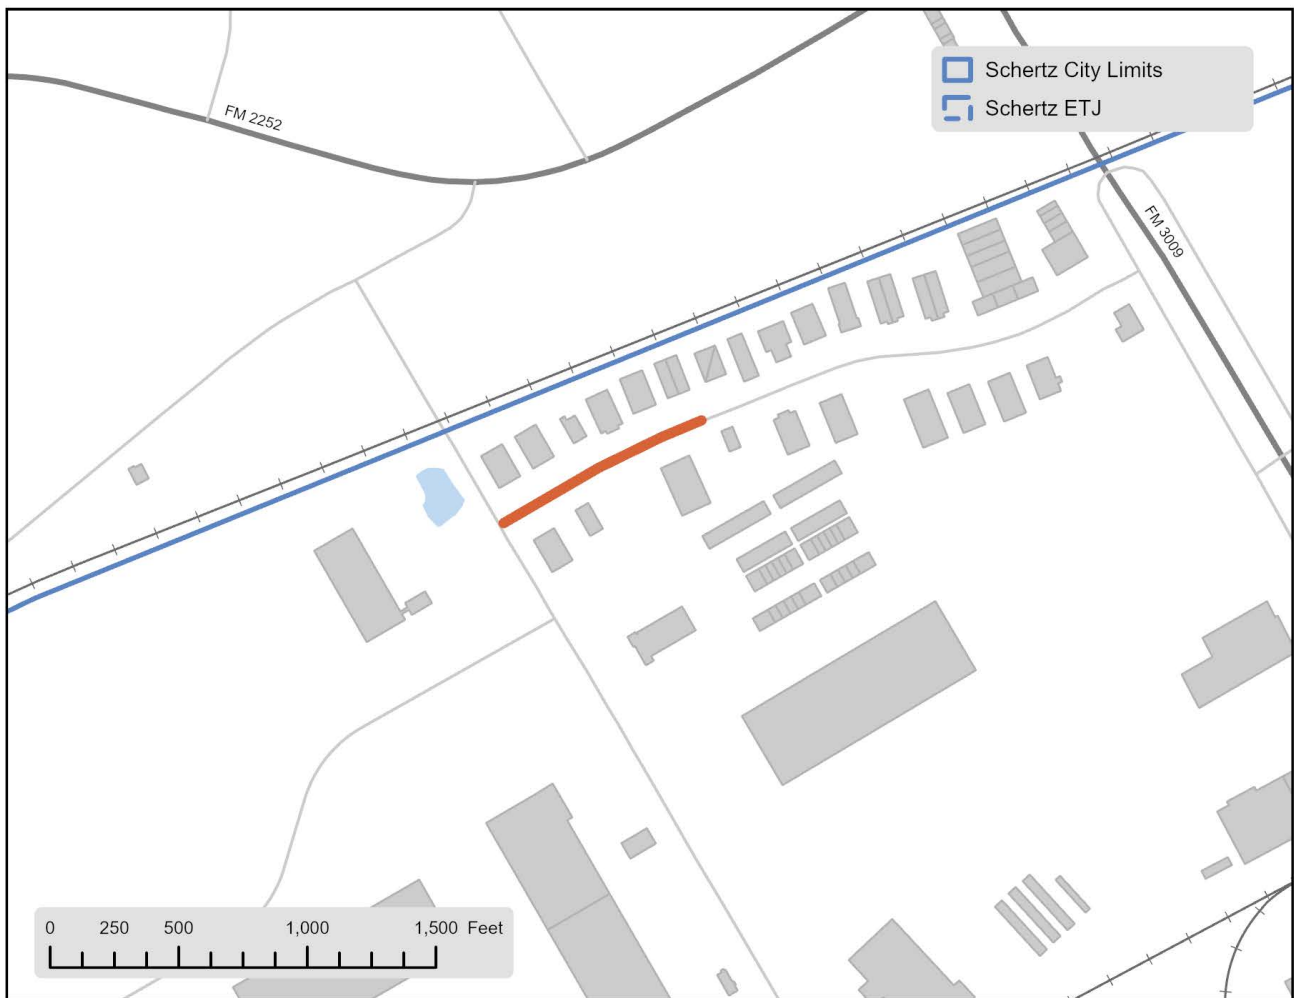 Schertz City Limits
Schertz ETJ
FM 2252
FM 3009
0 250 500 1,000 1,500 Feet